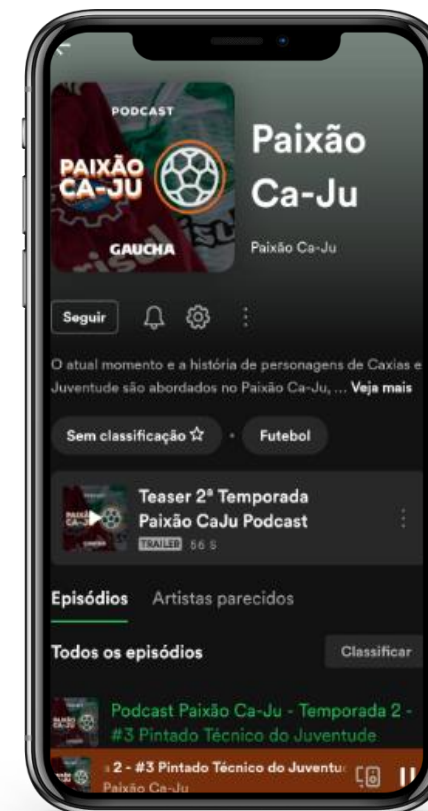 PODCAST
PAIXÃO
CA-JU
GAUCHA
Paixão
Ca-Ju
Paixão Ca-Ju
Seguir
O atual momento e a história de personagens de Caxias e
Juventude são abordados no Paixão Ca-Ju, ... Veja mais
Sem classificação ☆ • Futebol
Teaser 2ª Temporada
Paixão CaJu Podcast
TRAILER 56 S
Episódios Artistas parecidos
Todos os episódios Classificar
Podcast Paixão Ca-Ju - Temporada 2 -
#3 Pintado Técnico do Juventude
a 2 - #3 Pintado Técnico do Juventu
Paixão Ca-Ju